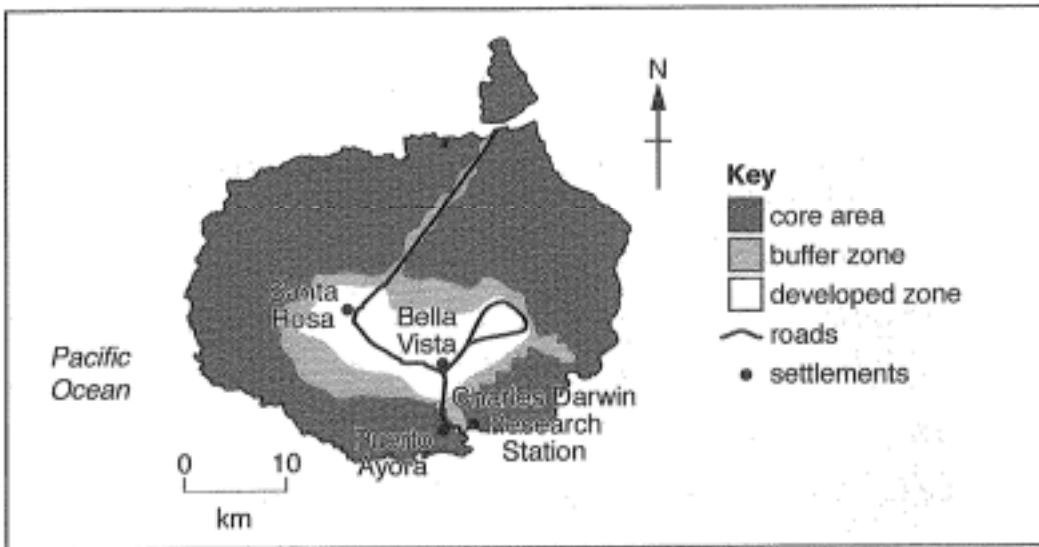 N
Key
core area
buffer zone
developed zone
roads
settlements
Santa
Rosa
Bella
Vista
Pacific
Ocean
Charles Darwin
Research
Station
Puerto
Ayora
0 10
km